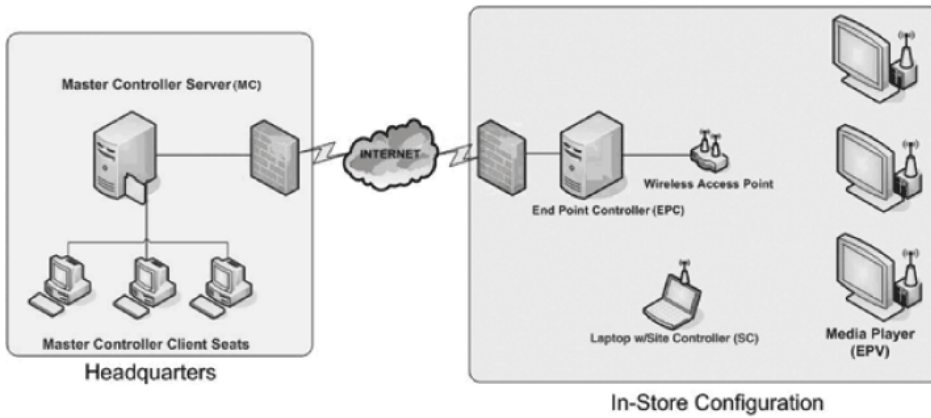 Master Controller Server (MC)
INTERNET
Wireless Access Point
End Point Controller (EPC)
Laptop w/Site Controller (SC)
Media Player
(EPV)
Master Controller Client Seats
Headquarters
In-Store Configuration